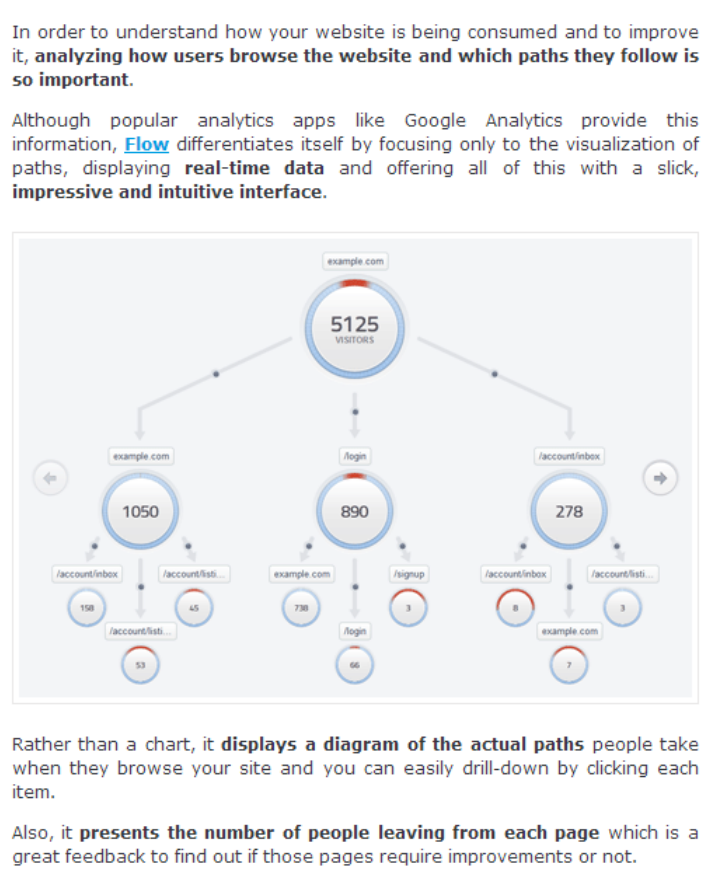 In order to understand how your website is being consumed and to improve
it, analyzing how users browse the website and which paths they follow is
so important.
Although popular analytics apps like Google Analytics provide this
information, Flow differentiates itself by focusing only to the visualization of
paths, displaying real-time data and offering all of this with a slick,
impressive and intuitive interface.
example.com
5125
VISITORS
example.com
/login
/account/inbox
1050
890
278
/account/inbox
/account/listi...
example.com
/signup
/account/inbox
/account/listi...
158
45
738
3
8
3
/account/listi...
/login
example.com
53
66
7
Rather than a chart, it displays a diagram of the actual paths people take
when they browse your site and you can easily drill-down by clicking each
item.
Also, it presents the number of people leaving from each page which is a
great feedback to find out if those pages require improvements or not.